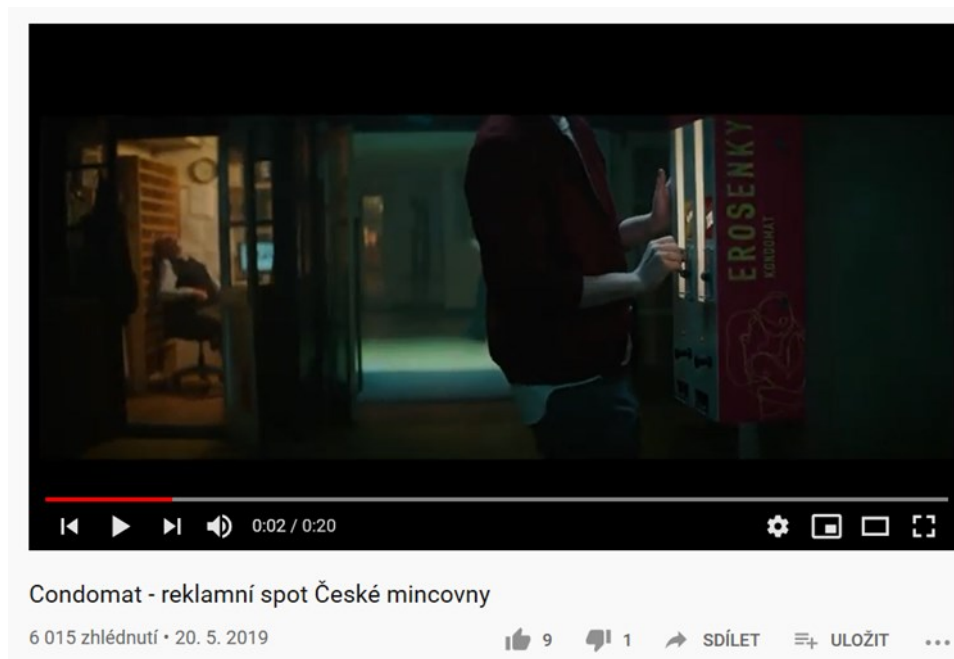 EROSENKY
KONDOMAT
0:02 / 0:20
Condomat - reklamní spot České mincovny
6 015 zhlédnutí • 20. 5. 2019
9
1
SDÍLET
ULOŽIT